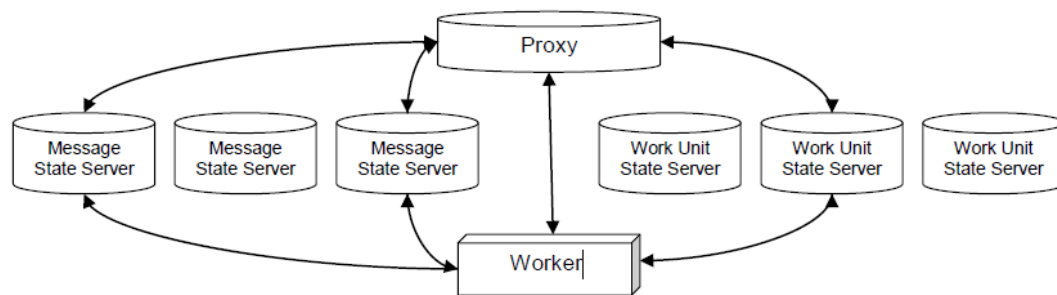 Proxy
Message
State Server
Message
State Server
Message
State Server
Work Unit
State Server
Work Unit
State Server
Work Unit
State Server
Worker